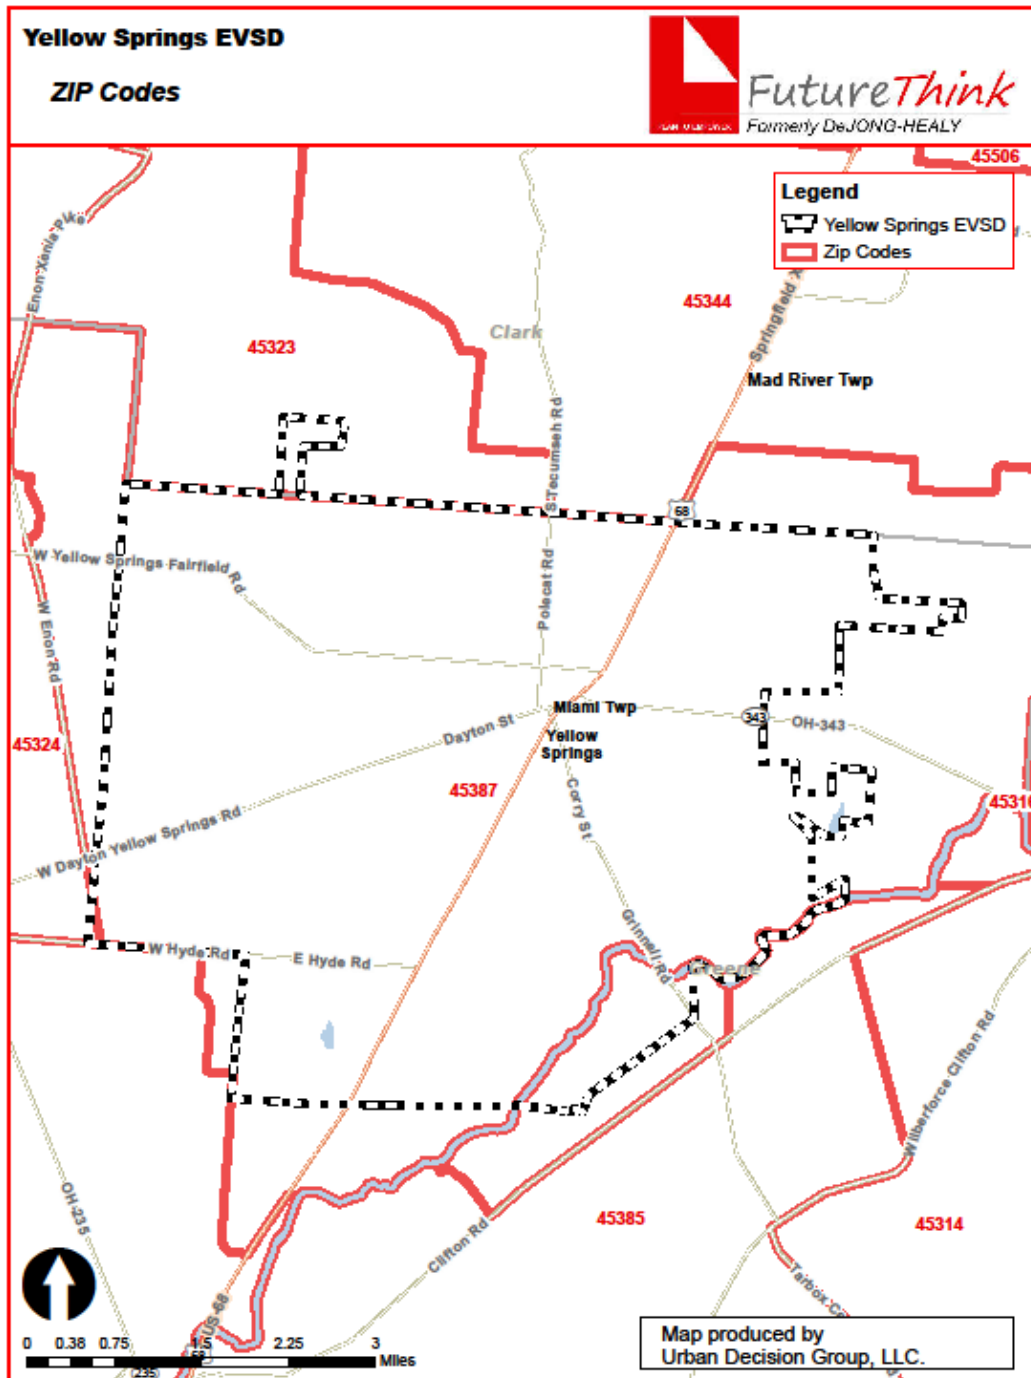 Yellow Springs EVSD
ZIP Codes
FutureThink
Formerly DeJONG-HEALY
45506
Legend
Yellow Springs EVSD
Zip Codes
Enon Xenia Pike
45344
Springfield
Clark
45323
Mad River Twp
S Tecumseh Rd
68
W Yellow Springs Fairfield Rd
Polecat Rd
W Enon Rd
Miami Twp
343
OH-343
Yellow
Springs
Dayton St
45324
45387
Corry St
W Dayton Yellow Springs Rd
Grinnell Rd
W Hyde Rd
E Hyde Rd
Greene
Wilberforce Clifton Rd
OH-235
45385
45314
Clifton Rd
Tarbox
US-68
68
235
0 0.38 0.75 1.5 2.25 3
Miles
Map produced by
Urban Decision Group, LLC.